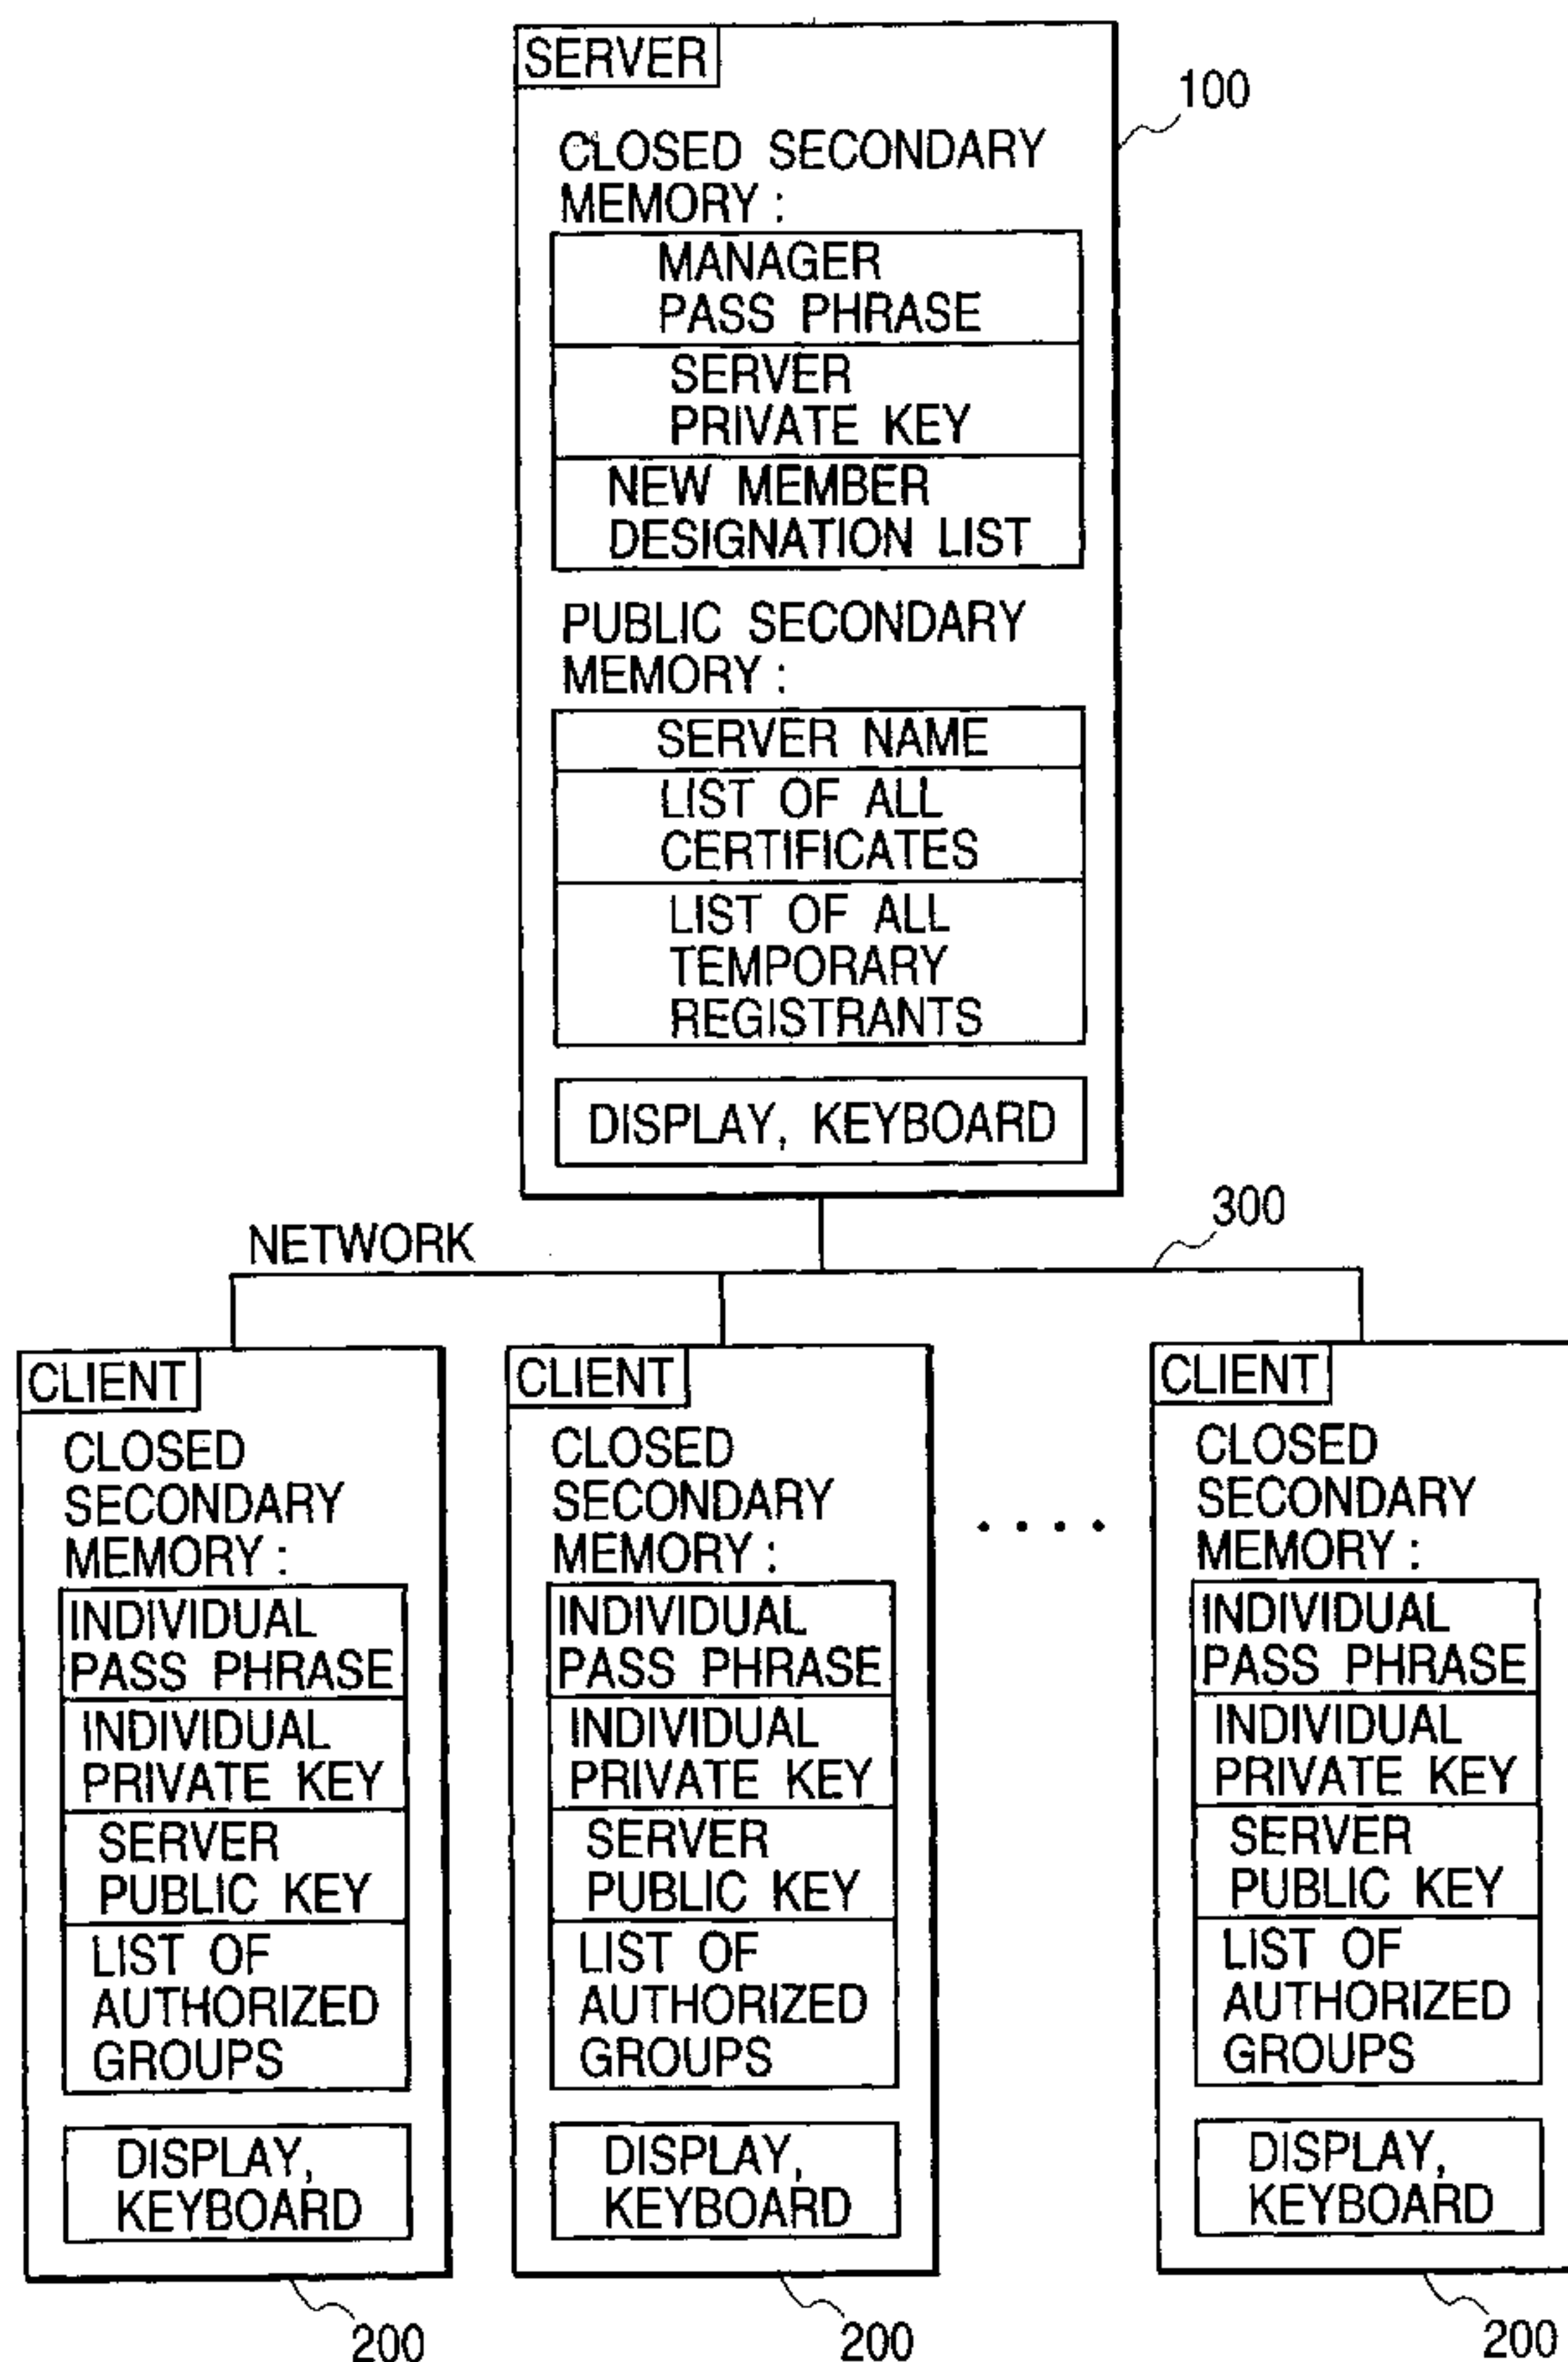 SERVER
100
CLOSED SECONDARY
MEMORY :
MANAGER
PASS PHRASE
SERVER
PRIVATE KEY
NEW MEMBER
DESIGNATION LIST
PUBLIC SECONDARY
MEMORY :
SERVER NAME
LIST OF ALL
CERTIFICATES
LIST OF ALL
TEMPORARY
REGISTRANTS
DISPLAY, KEYBOARD
NETWORK
300
CLIENT
CLOSED
SECONDARY
MEMORY :
INDIVIDUAL
PASS PHRASE
INDIVIDUAL
PRIVATE KEY
SERVER
PUBLIC KEY
LIST OF
AUTHORIZED
GROUPS
DISPLAY,
KEYBOARD
200
CLIENT
CLOSED
SECONDARY
MEMORY :
INDIVIDUAL
PASS PHRASE
INDIVIDUAL
PRIVATE KEY
SERVER
PUBLIC KEY
LIST OF
AUTHORIZED
GROUPS
DISPLAY,
KEYBOARD
200
....
CLIENT
CLOSED
SECONDARY
MEMORY :
INDIVIDUAL
PASS PHRASE
INDIVIDUAL
PRIVATE KEY
SERVER
PUBLIC KEY
LIST OF
AUTHORIZED
GROUPS
DISPLAY,
KEYBOARD
200